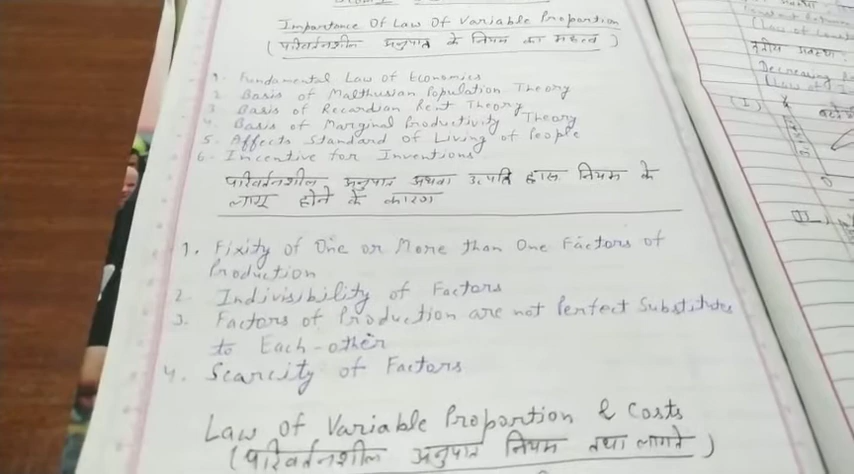 Importance Of Law Of Variable Proportion
(परिवर्तनशील अनुपात के नियम का महत्व)
1. Fundamental Law of Economics
2. Basis of Malthusian Population Theory
3. Basis of Recardian Rent Theory
4. Basis of Marginal Productivity Theory
5. Affects Standard of Living of People
6. Incentive for Inventions
परिवर्तनशील अनुपात अथवा उत्पत्ति ह्रास नियम के
लागू होने के कारण
1. Fixity of One or More than One Factors of
Production
2. Indivisibility of Factors
3. Factors of Production are not Perfect Substitutes
to Each-other
4. Scarcity of Factors
Law of Variable Proportion & Costs
(परिवर्तनशील अनुपात नियम तथा लागते)
तृतीय अवस्था
Decreasing
(I)
(II)